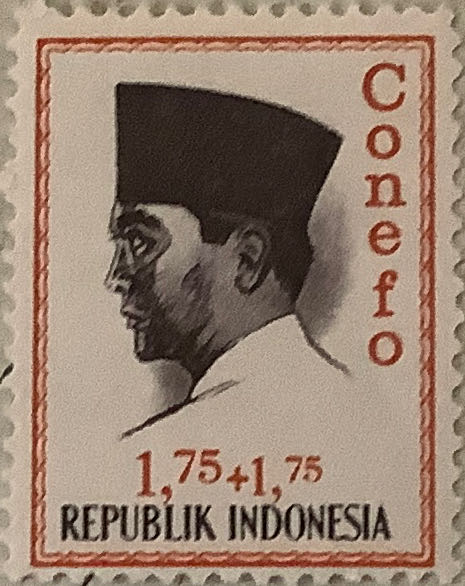 Conefo
1,75+1,75
REPUBLIK INDONESIA